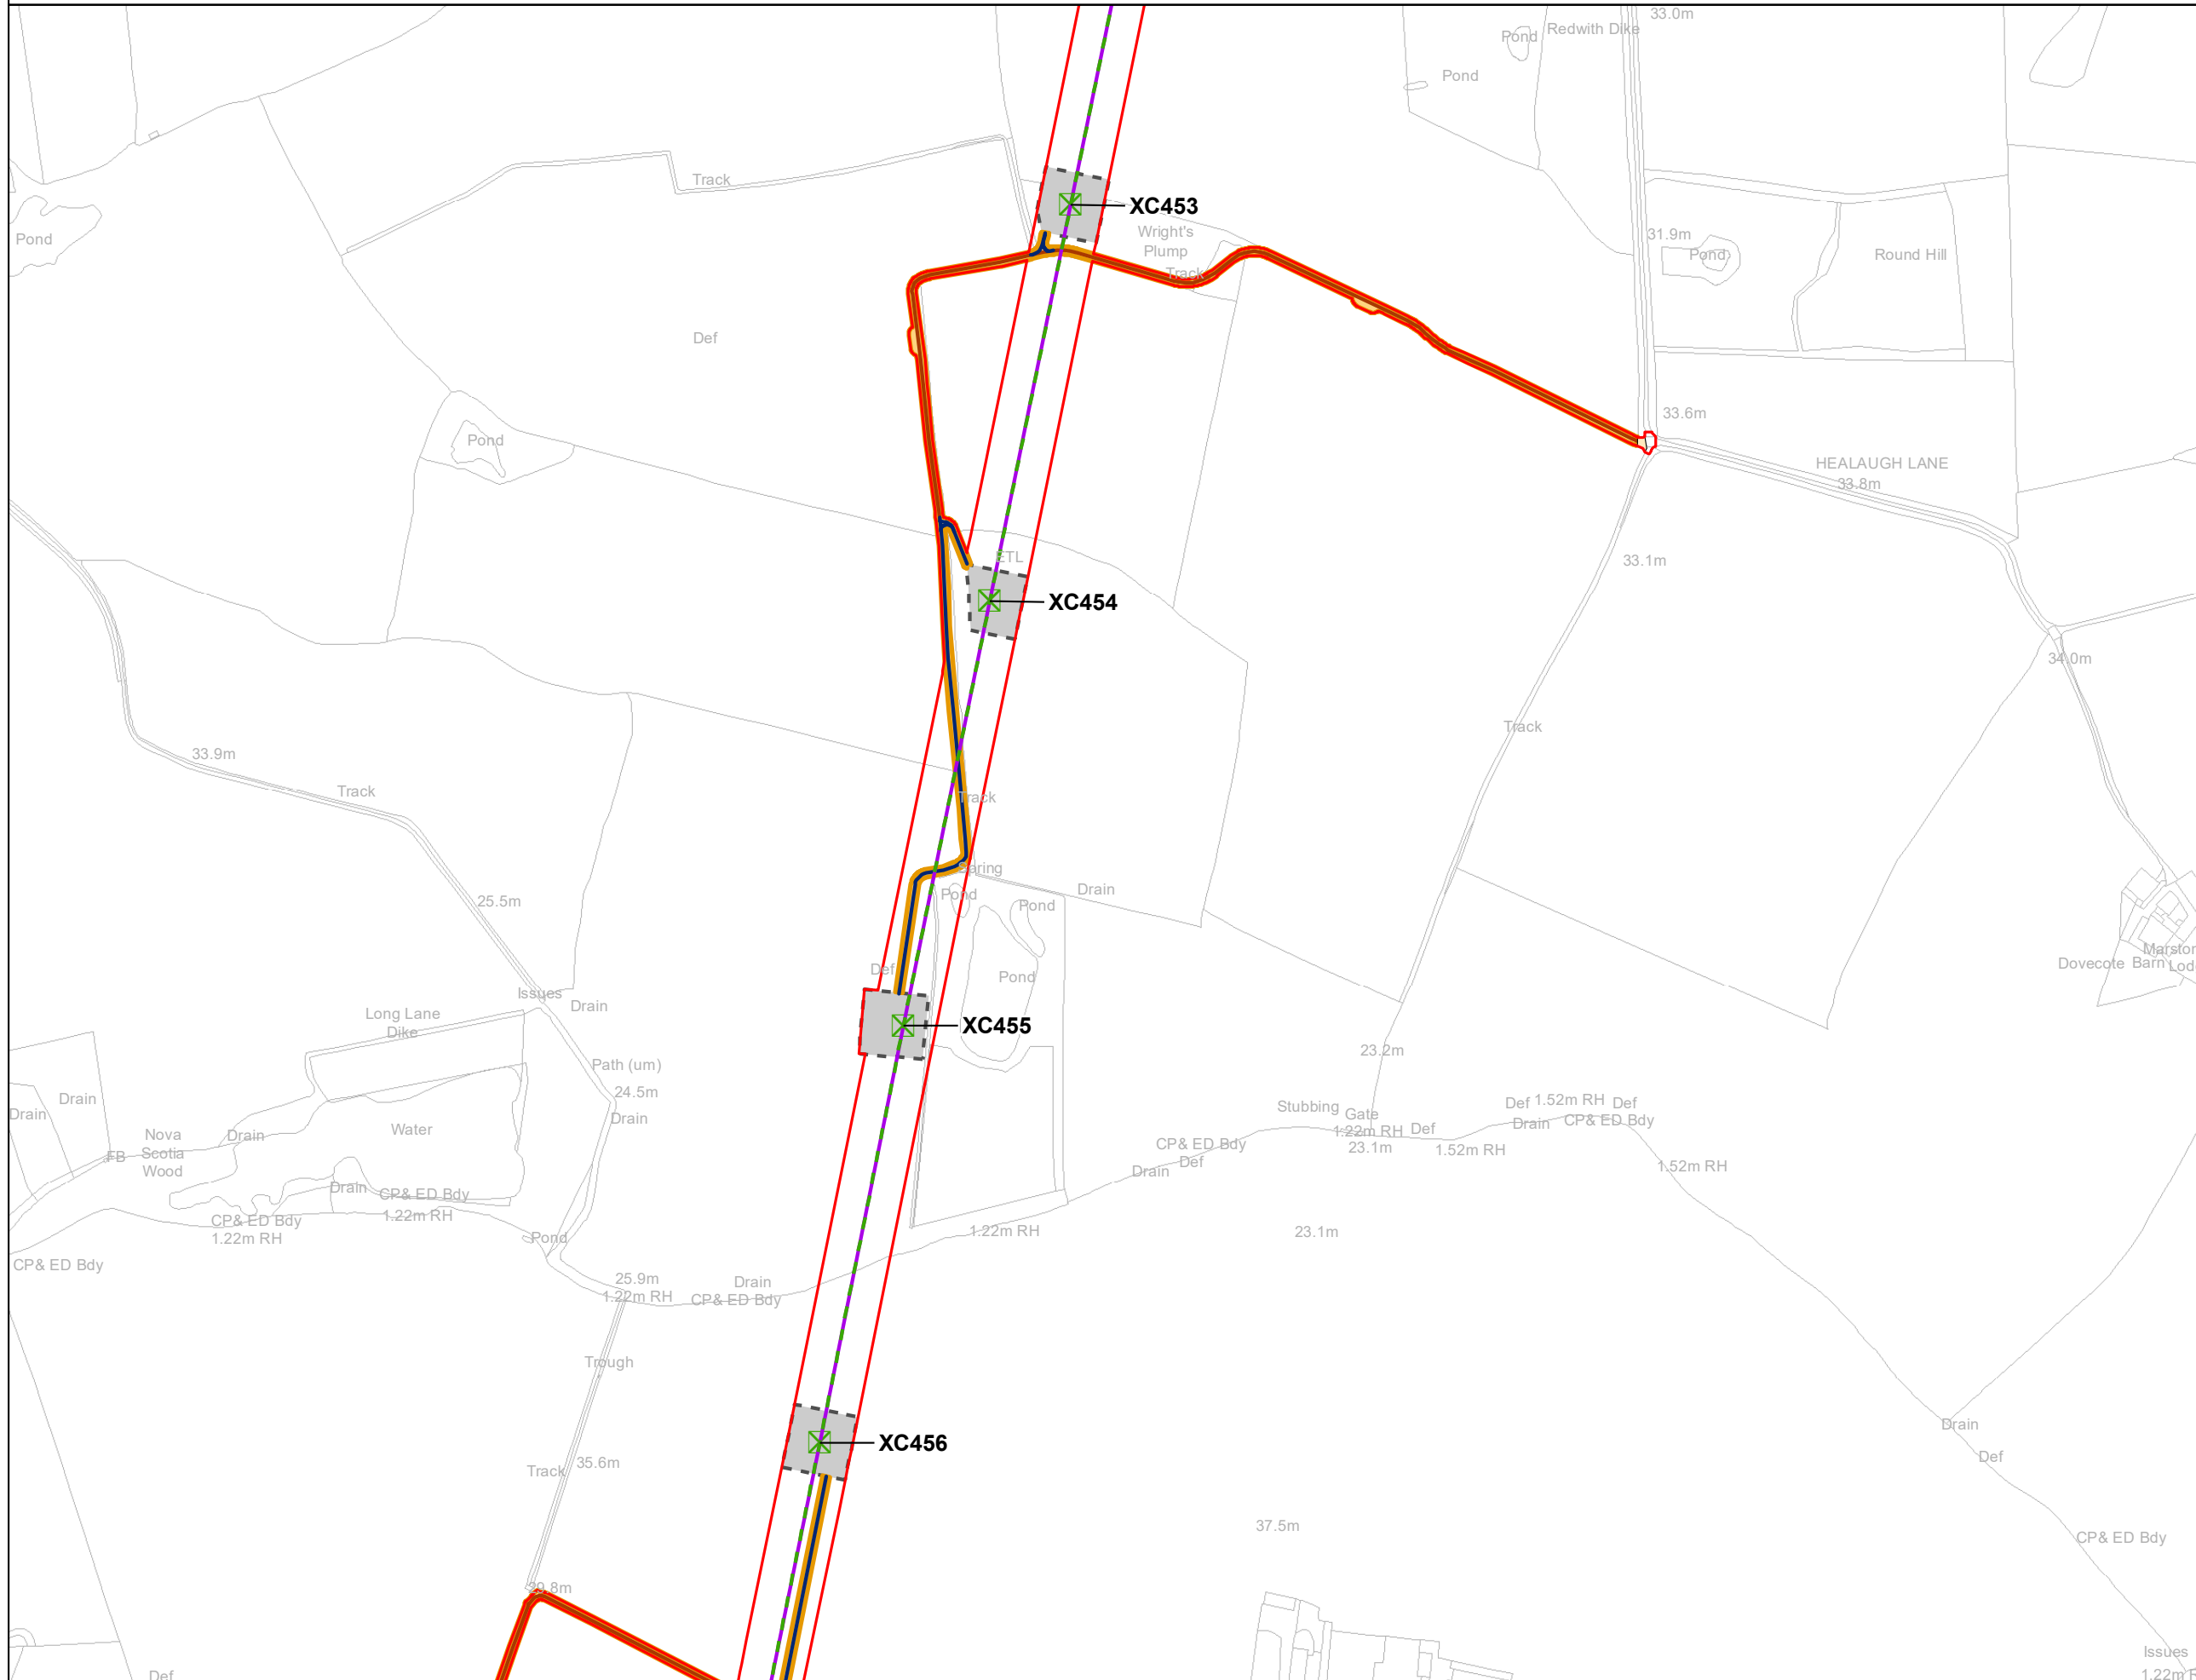 33.0m
Redwith Dike
Pond
Pond
Track
XC453
Wright's
Plump
Track
31.9m
Pond
Round Hill
Pond
Def
33.6m
Pond
HEALAUGH LANE
33.8m
ETL
33.1m
XC454
34.0m
Track
33.9m
Track
Track
Spring
Drain
Pond
Pond
25.5m
Marston
Dovecote Barn
Def
Pond
Issues
Drain
Long Lane
Dike
XC455
23.2m
Path (um)
24.5m
Drain
Drain
Drain
Nova
Scotia
Wood
Drain
Water
FB
Stubbing
Gate
1.22m RH
Def
23.1m
1.52m RH
Def
1.52m RH
Def
Drain
CP& ED Bdy
CP& ED Bdy
Def
Drain
1.52m RH
Drain
CP& ED Bdy
CP& ED Bdy
1.22m RH
1.22m RH
1.22m RH
23.1m
Pond
CP& ED Bdy
25.9m
1.22m RH
Drain
CP& ED Bdy
Trough
Drain
Def
XC456
Track
35.6m
37.5m
CP& ED Bdy
29.8m
Issues
Def